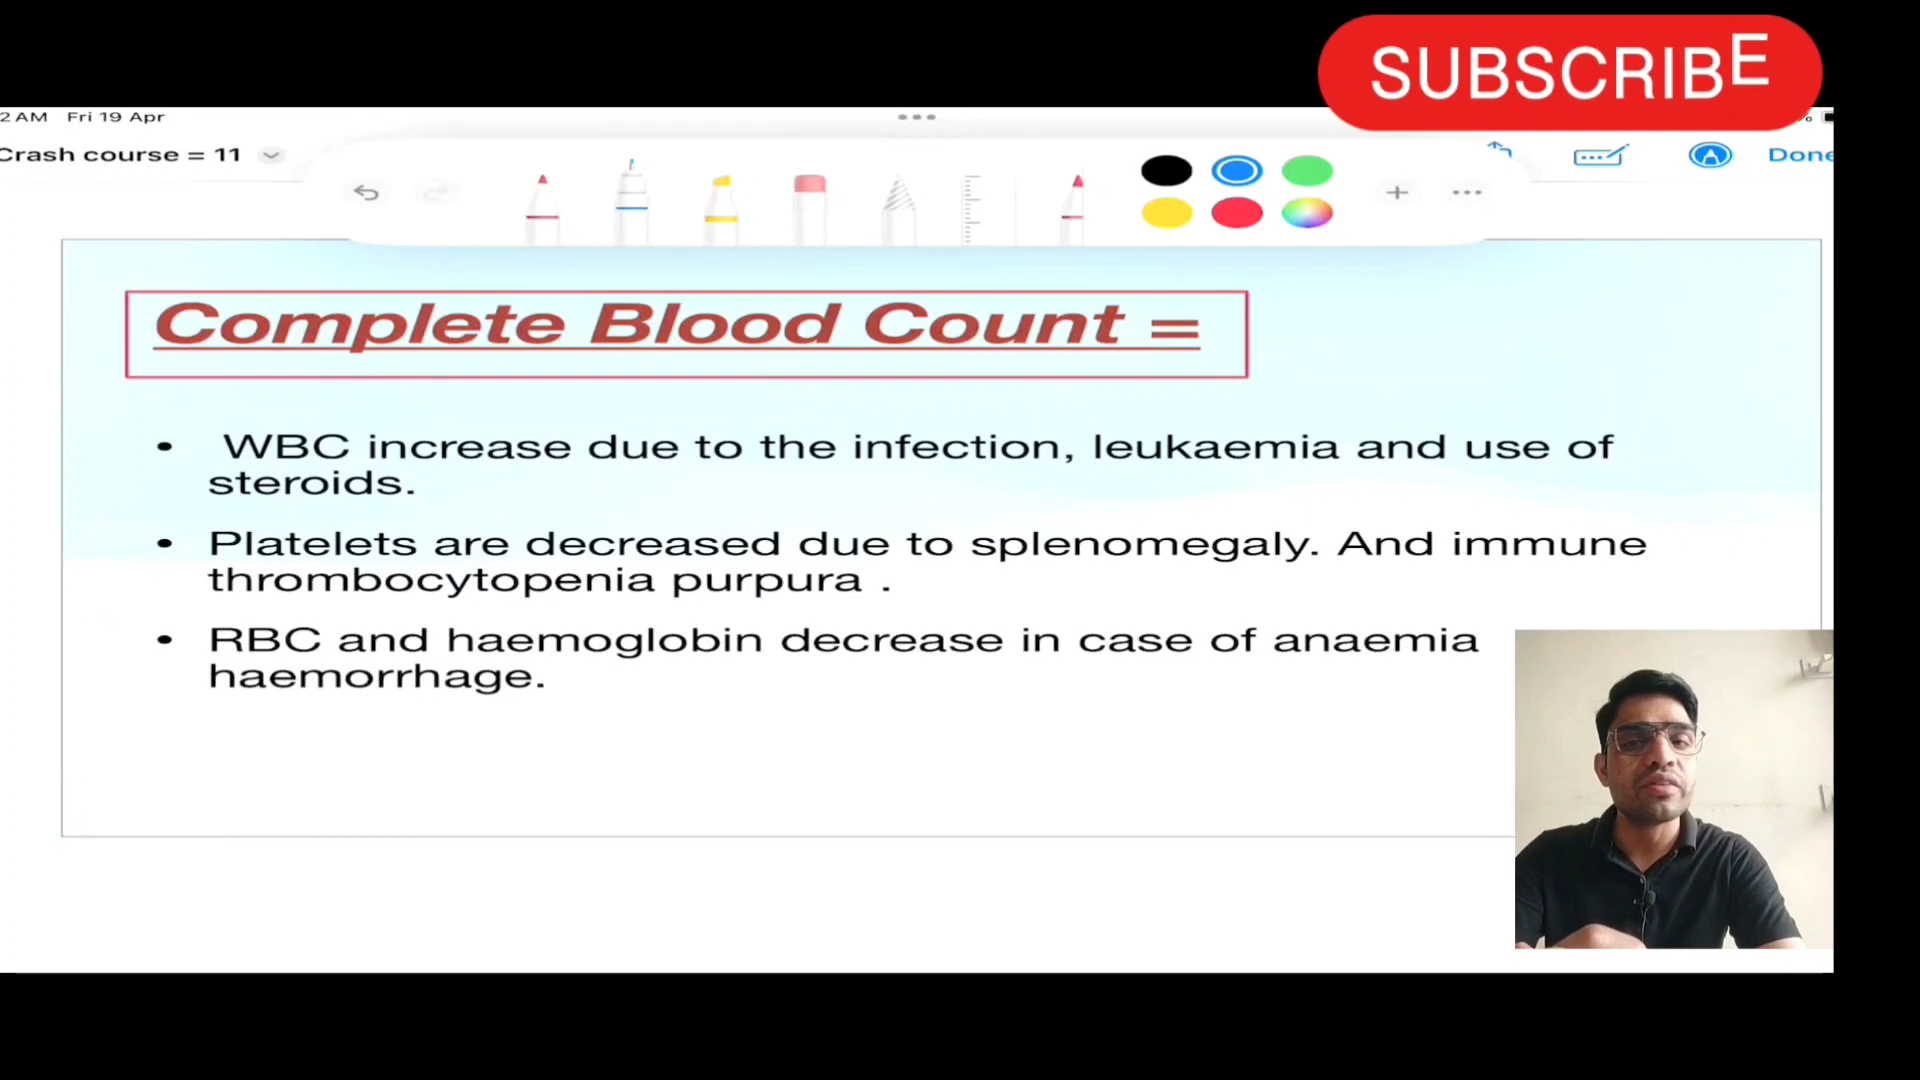 SUBSCRIBE
2 AM Fri 19 Apr
Crash course = 11
Done
Complete Blood Count =
• WBC increase due to the infection, leukaemia and use of
steroids.
• Platelets are decreased due to splenomegaly. And immune
thrombocytopenia purpura .
• RBC and haemoglobin decrease in case of anaemia
haemorrhage.